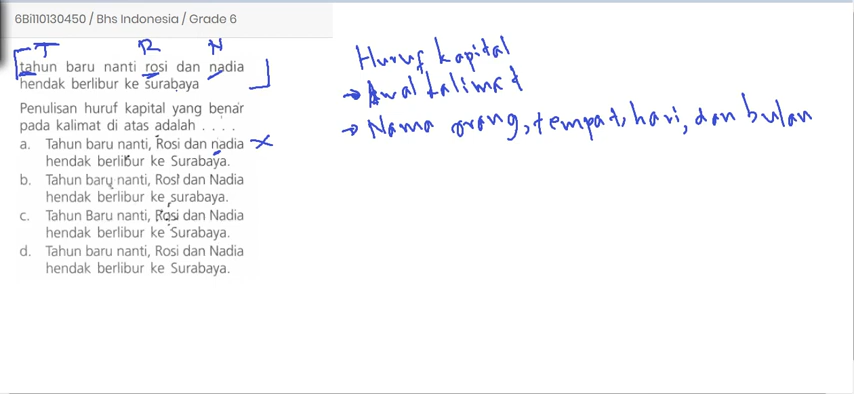 6Bi110130450 / Bhs Indonesia / Grade 6
T R N
tahun baru nanti rosi dan nadia
hendak berlibur ke surabaya
Penulisan huruf kapital yang benar
pada kalimat di atas adalah . . . .
a. Tahun baru nanti, Rosi dan nadia x
hendak berlibur ke Surabaya.
b. Tahun baru nanti, Rosi dan Nadia
hendak berlibur ke surabaya.
c. Tahun Baru nanti, Rosi dan Nadia
hendak berlibur ke Surabaya.
d. Tahun baru nanti, Rosi dan Nadia
hendak berlibur ke Surabaya.
Huruf kapital
→ Awal kalimat
→ Nama orang, tempat, hari, dan bulan